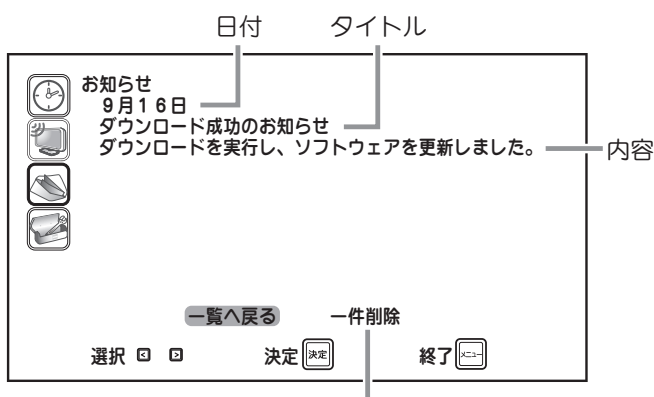 日付 タイトル
お知らせ
9月16日
ダウンロード成功のお知らせ
ダウンロードを実行し、ソフトウェアを更新しました。
内容
一覧へ戻る 一件削除
選択 決定 決定 終了 メニュー